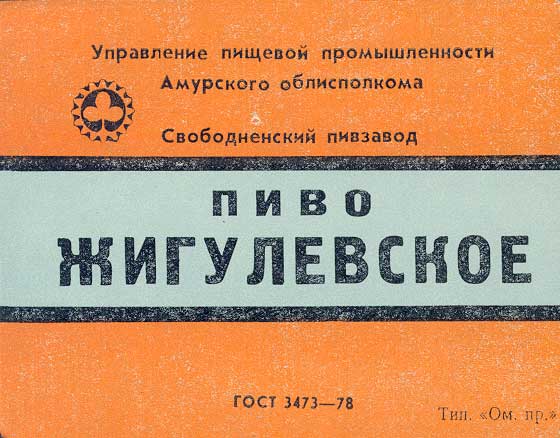 Управление пищевой промышленности
Амурского облисполкома
Свободненский пивзавод
ПИВО
ЖИГУЛЕВСКОЕ
ГОСТ 3473—78
Тип. «Ом. пр.»